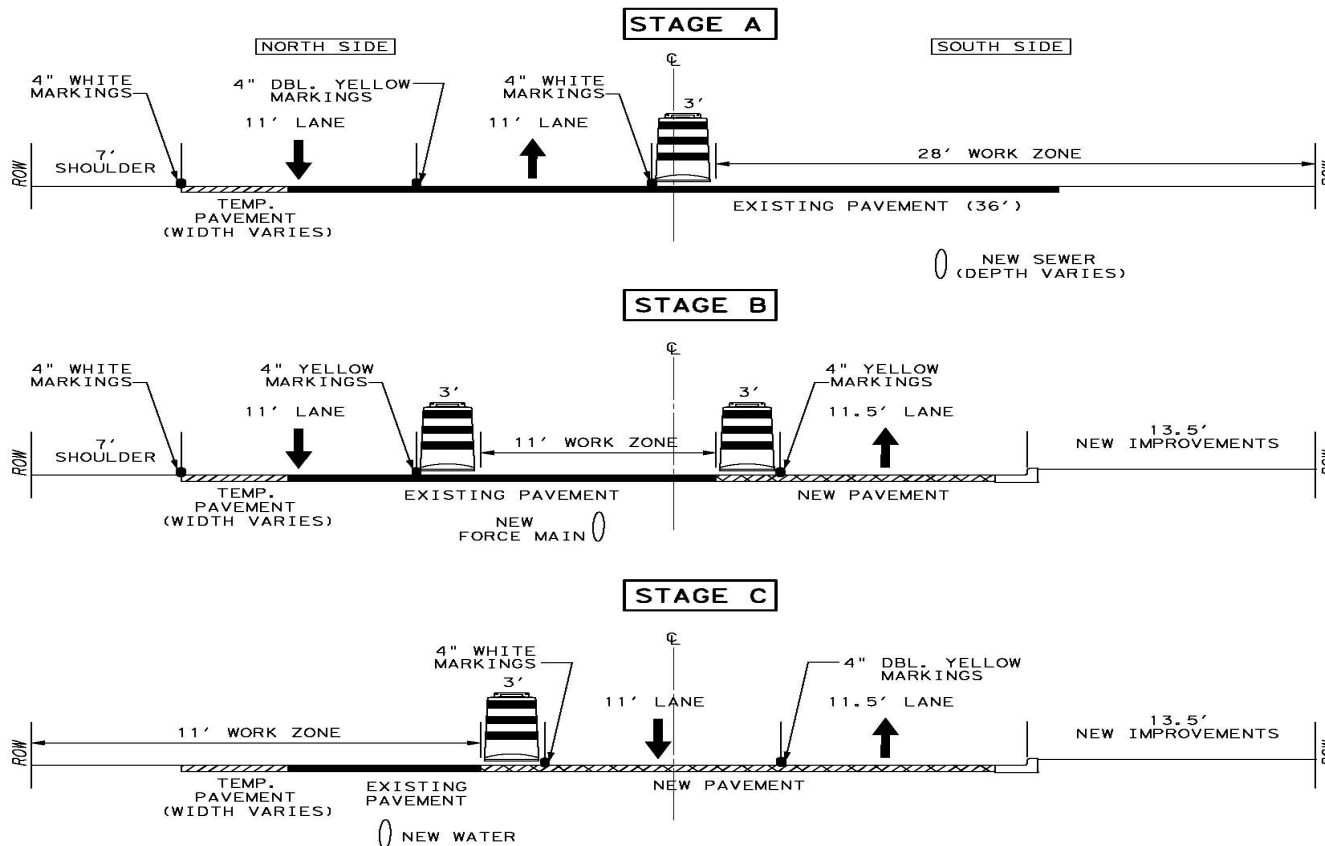 STAGE A
NORTH SIDE
SOUTH SIDE
℄
4" WHITE
MARKINGS
4" DBL. YELLOW
MARKINGS
4" WHITE
MARKINGS
3'
11' LANE
11' LANE
ROW
7'
SHOULDER
28' WORK ZONE
ROW
TEMP.
PAVEMENT
(WIDTH VARIES)
EXISTING PAVEMENT (36')
NEW SEWER
(DEPTH VARIES)
STAGE B
℄
4" WHITE
MARKINGS
4" YELLOW
MARKINGS
4" YELLOW
MARKINGS
3'
3'
11' LANE
11.5' LANE
ROW
7'
SHOULDER
11' WORK ZONE
13.5'
NEW IMPROVEMENTS
ROW
TEMP.
PAVEMENT
(WIDTH VARIES)
EXISTING PAVEMENT
NEW PAVEMENT
NEW
FORCE MAIN
STAGE C
℄
4" WHITE
MARKINGS
4" DBL. YELLOW
MARKINGS
3'
11' LANE
11.5' LANE
ROW
11' WORK ZONE
13.5'
NEW IMPROVEMENTS
ROW
TEMP.
PAVEMENT
(WIDTH VARIES)
EXISTING
PAVEMENT
NEW PAVEMENT
NEW WATER